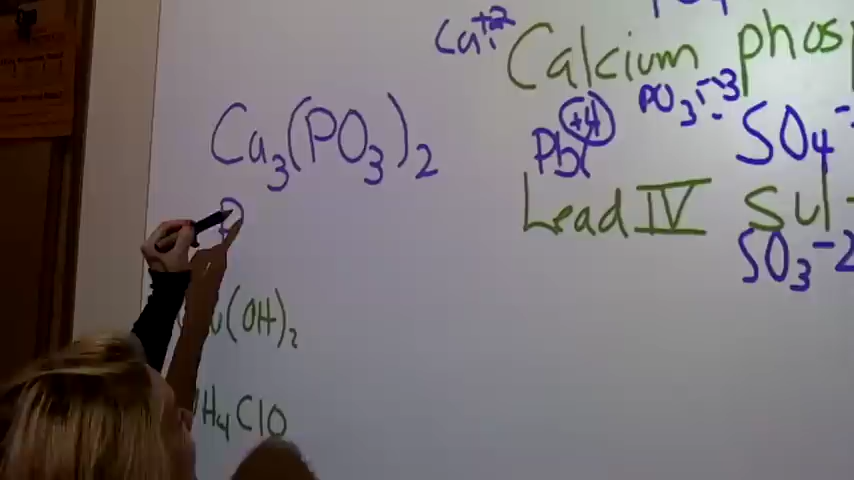 Ca+2
Calcium phos
PO3-3
Ca3(PO3)2
+4
Pb
SO4-
Lead IV Sul
SO3-2
P
(OH)2
H4ClO